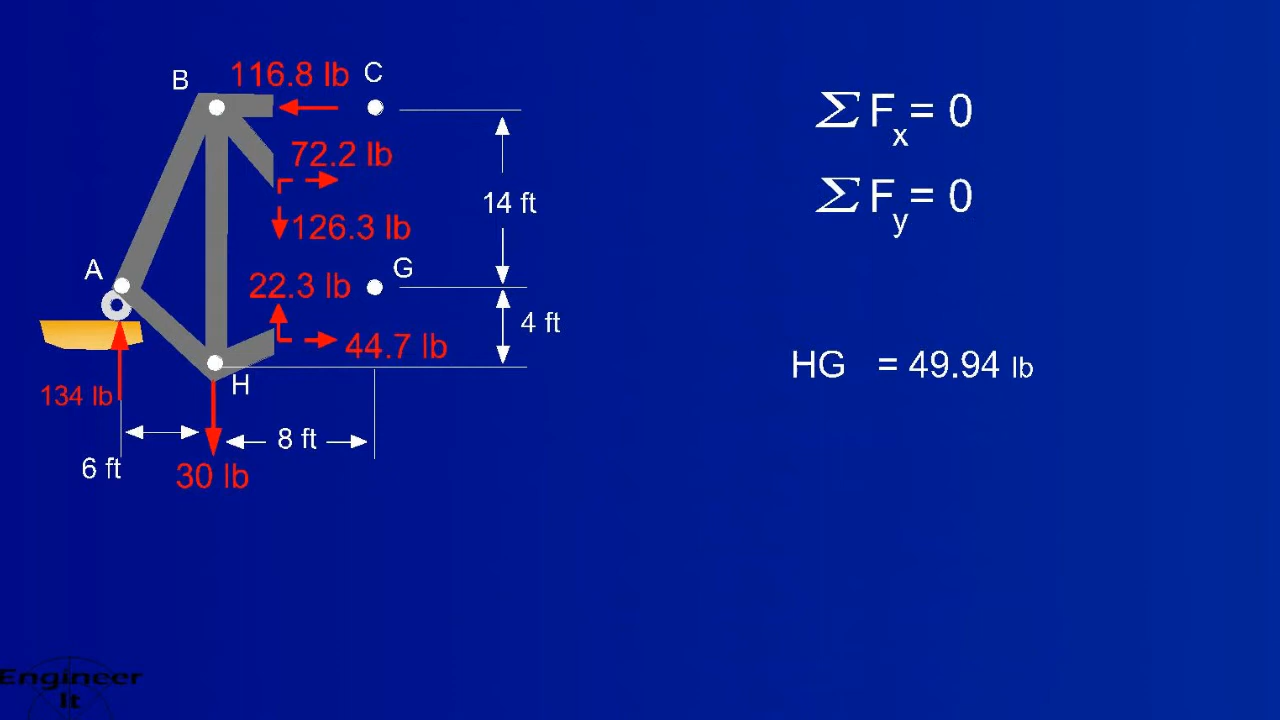 B 116.8 lb C
72.2 lb
14 ft
126.3 lb
A
22.3 lb G
4 ft
44.7 lb
H
134 lb
8 ft
6 ft
30 lb
ΣFx = 0
ΣFy = 0
HG = 49.94 lb
Engineer
It